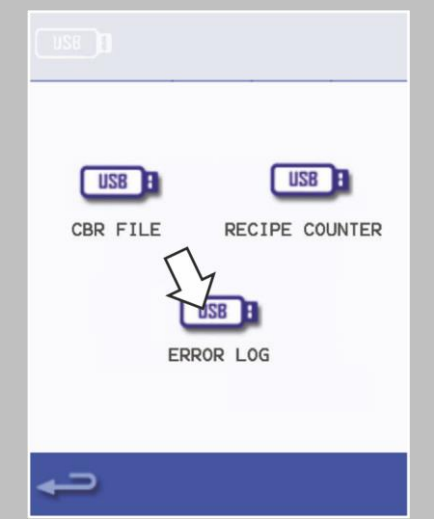 USB
USB USB
CBR FILE RECIPE COUNTER
USB
ERROR LOG